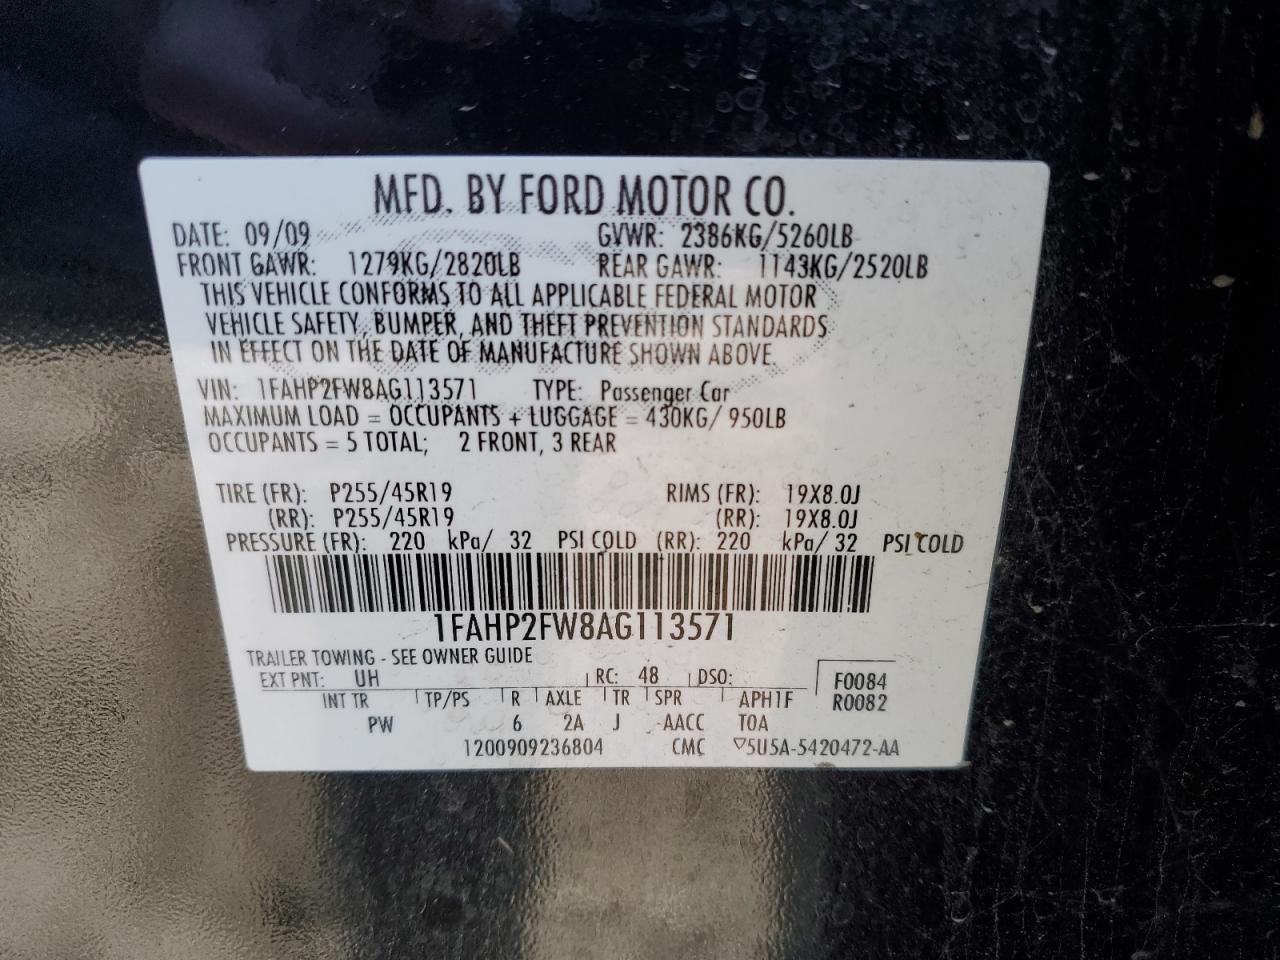 MFD. BY FORD MOTOR CO.
DATE: 09/09 GVWR: 2386KG/5260LB
FRONT GAWR: 1279KG/2820LB REAR GAWR: 1143KG/2520LB
THIS VEHICLE CONFORMS TO ALL APPLICABLE FEDERAL MOTOR
VEHICLE SAFETY, BUMPER, AND THEFT PREVENTION STANDARDS
IN EFFECT ON THE DATE OF MANUFACTURE SHOWN ABOVE.
VIN: 1FAHP2FW8AG113571 TYPE: Passenger Car
MAXIMUM LOAD = OCCUPANTS + LUGGAGE = 430KG/ 950LB
OCCUPANTS = 5 TOTAL; 2 FRONT, 3 REAR
TIRE (FR): P255/45R19 RIMS (FR): 19X8.0J
(RR): P255/45R19 (RR): 19X8.0J
PRESSURE (FR): 220 kPa/ 32 PSI COLD (RR): 220 kPa/ 32 PSI COLD
1FAHP2FW8AG113571
TRAILER TOWING - SEE OWNER GUIDE
EXT PNT: UH RC: 48 DSO: F0084
INT TR TP/PS R AXLE TR SPR APH1F R0082
PW 6 2A J AACC TOA
1200909236804 CMC ▽5U5A-5420472-AA